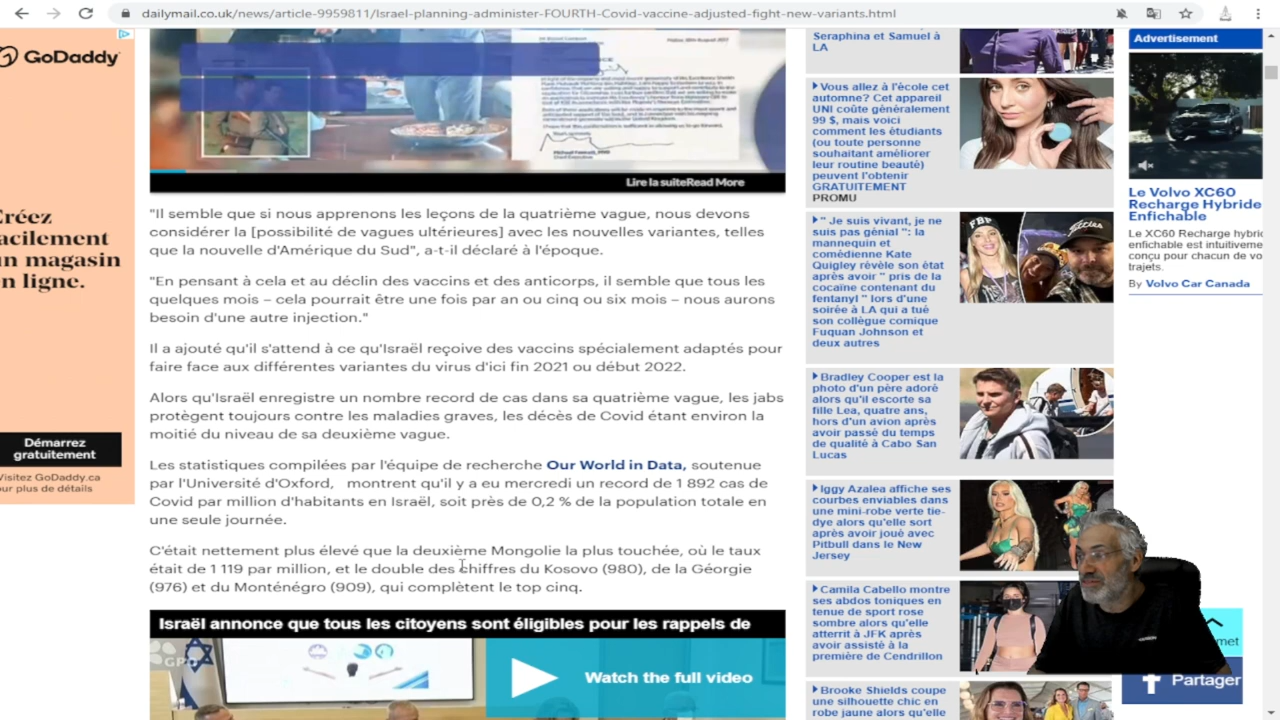 dailymail.co.uk/news/article-9959811/Israel-planning-administer-FOURTH-Covid-vaccine-adjusted-fight-new-variants.html
GoDaddy
Créez
facilement
un magasin
en ligne.
Démarrez
gratuitement
Visitez GoDaddy.ca
pour plus de détails
Lire la suiteRead More
"Il semble que si nous apprenons les leçons de la quatrième vague, nous devons
considérer la [possibilité de vagues ultérieures] avec les nouvelles variantes, telles
que la nouvelle d'Amérique du Sud", a-t-il déclaré à l'époque.
"En pensant à cela et au déclin des vaccins et des anticorps, il semble que tous les
quelques mois – cela pourrait être une fois par an ou cinq ou six mois – nous aurons
besoin d'une autre injection."
Il a ajouté qu'il s'attend à ce qu'Israël reçoive des vaccins spécialement adaptés pour
faire face aux différentes variantes du virus d'ici fin 2021 ou début 2022.
Alors qu'Israël enregistre un nombre record de cas dans sa quatrième vague, les jabs
protègent toujours contre les maladies graves, les décès de Covid étant environ la
moitié du niveau de sa deuxième vague.
Les statistiques compilées par l'équipe de recherche Our World in Data, soutenue
par l'Université d'Oxford, montrent qu'il y a eu mercredi un record de 1 892 cas de
Covid par million d'habitants en Israël, soit près de 0,2 % de la population totale en
une seule journée.
C'était nettement plus élevé que la deuxième Mongolie la plus touchée, où le taux
était de 1 119 par million, et le double des chiffres du Kosovo (980), de la Géorgie
(976) et du Monténégro (909), qui complètent le top cinq.
Israël annonce que tous les citoyens sont éligibles pour les rappels de
GPO
Watch the full video
Seraphina et Samuel à
LA
Vous allez à l'école cet
automne? Cet appareil
UNI coûte généralement
99 $, mais voici
comment les étudiants
(ou toute personne
souhaitant améliorer
leur routine beauté)
peuvent l'obtenir
GRATUITEMENT
PROMU
" Je suis vivant, je ne
suis pas génial ": la
mannequin et
comédienne Kate
Quigley révèle son état
après avoir " pris de la
cocaïne contenant du
fentanyl " lors d'une
soirée à LA qui a tué
son collègue comique
Fuquan Johnson et
deux autres
FBP
Titleist
Bradley Cooper est la
photo d'un père adoré
alors qu'il escorte sa
fille Lea, quatre ans,
hors d'un avion après
avoir passé du temps
de qualité à Cabo San
Lucas
Iggy Azalea affiche ses
courbes enviables dans
une mini-robe verte tie-
dye alors qu'elle sort
après avoir joué avec
Pitbull dans le New
Jersey
Camila Cabello montre
ses abdos toniques en
tenue de sport rose
sombre alors qu'elle
atterrit à JFK après
avoir assisté à la
première de Cendrillon
Brooke Shields coupe
une silhouette chic en
robe jaune alors qu'elle
Advertisement
Le Volvo XC60
Recharge Hybride
Enfichable
Le XC60 Recharge hybric
enfichable est intuitiveme
conçu pour chacun de vo
trajets.
By Volvo Car Canada
met
Partager